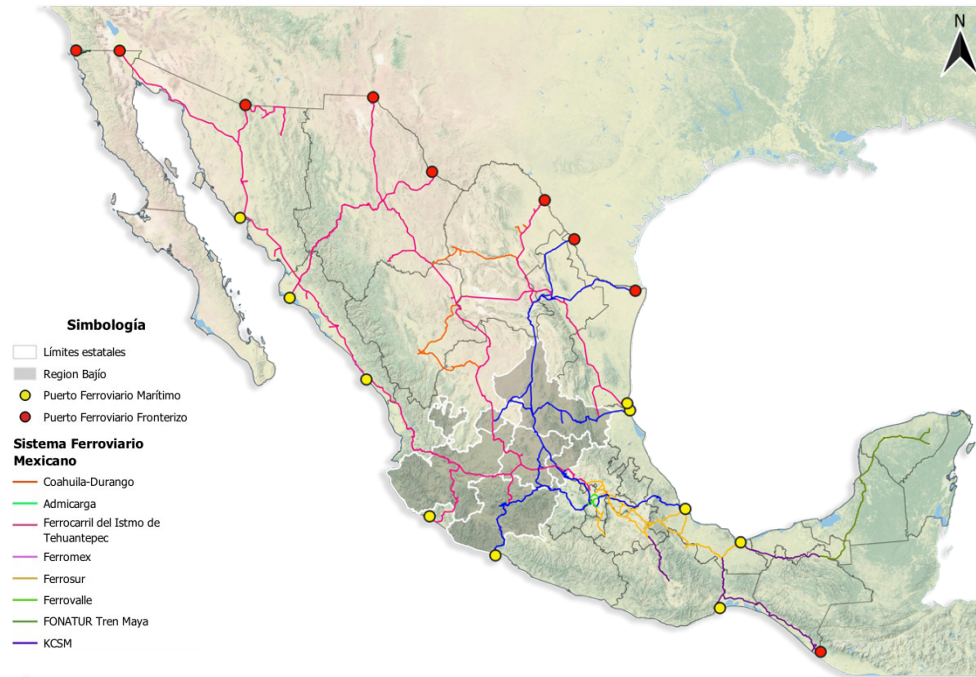 N
Simbología
Límites estatales
Region Bajío
Puerto Ferroviario Marítimo
Puerto Ferroviario Fronterizo
Sistema Ferroviario
Mexicano
Coahuila-Durango
Admicarga
Ferrocarril del Istmo de
Tehuantepec
Ferromex
Ferrosur
Ferrovalle
FONATUR Tren Maya
KCSM